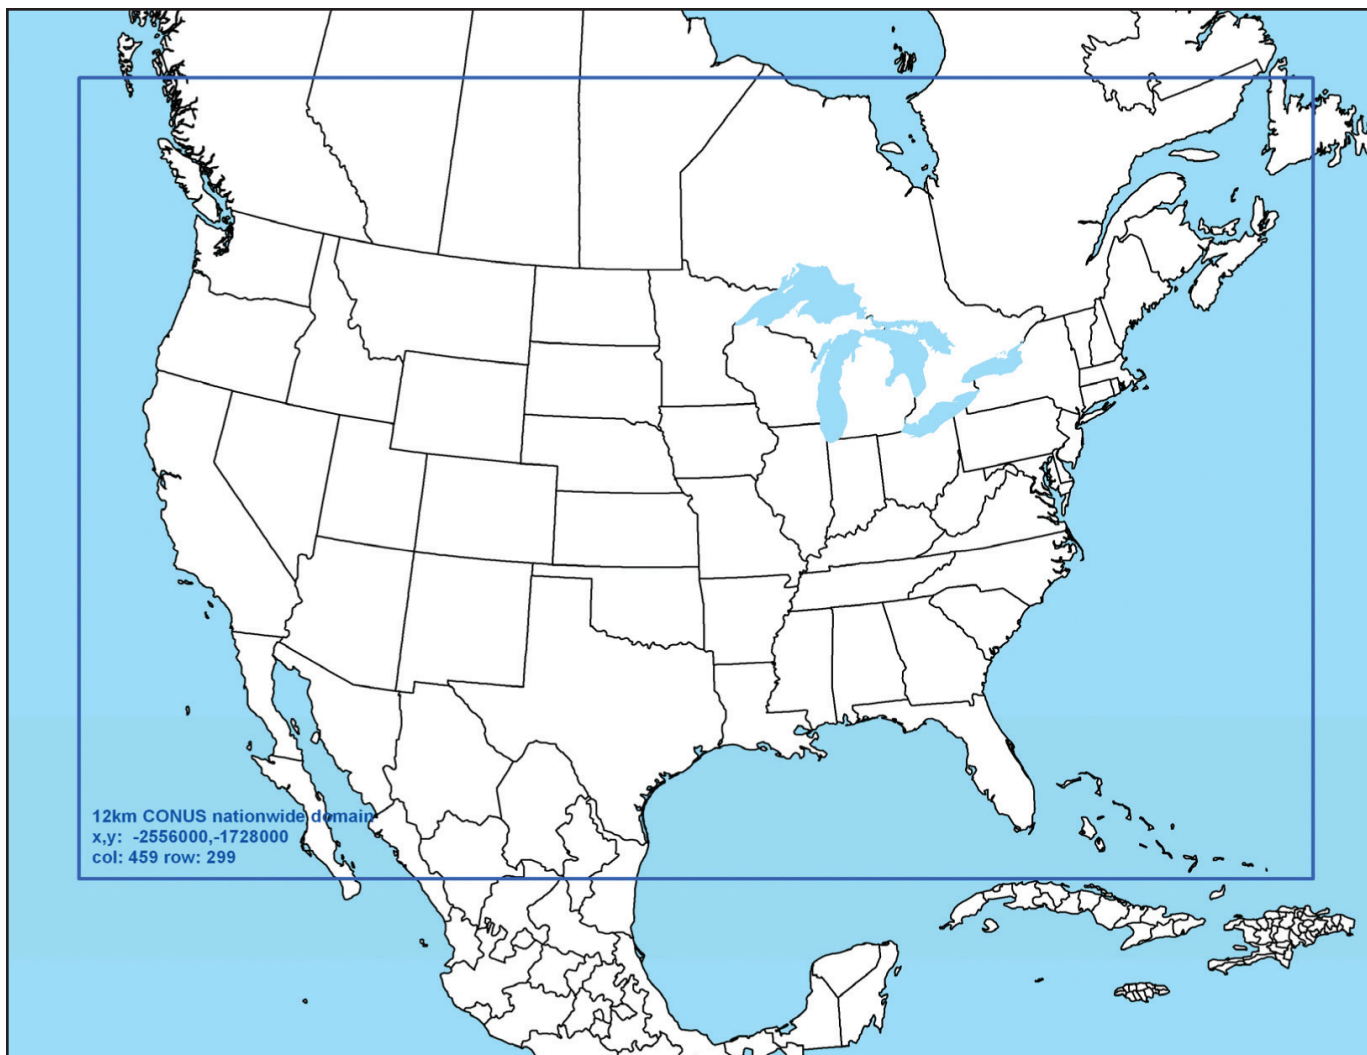 12km CONUS nationwide domain
x,y: -2556000,-1728000
col: 459 row: 299